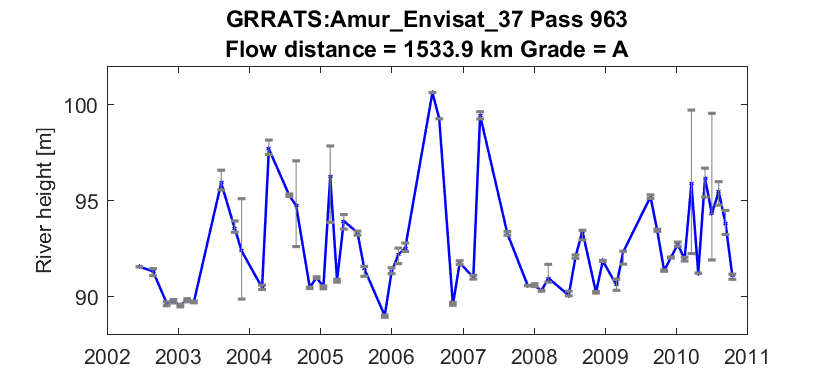 GRRATS:Amur_Envisat_37 Pass 963
Flow distance = 1533.9 km Grade = A
River height [m]
100
95
90
2002 2003 2004 2005 2006 2007 2008 2009 2010 2011